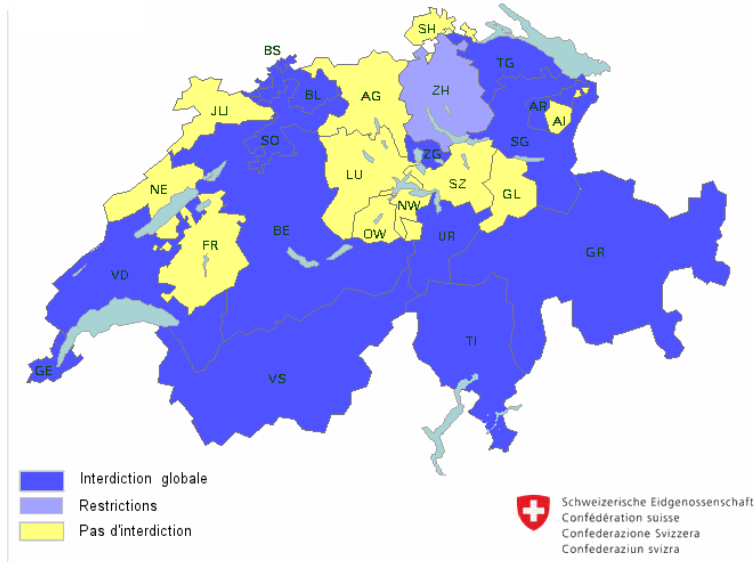 SH
BS
TG
BL
AG
ZH
JU
AR
AI
SO
ZG
SG
LU
SZ
NE
GL
NW
OW
BE
FR
UR
GR
VD
TI
GE
VS
Interdiction globale
Restrictions
Pas d'interdiction
Schweizerische Eidgenossenschaft
Confédération suisse
Confederazione Svizzera
Confederaziun svizra